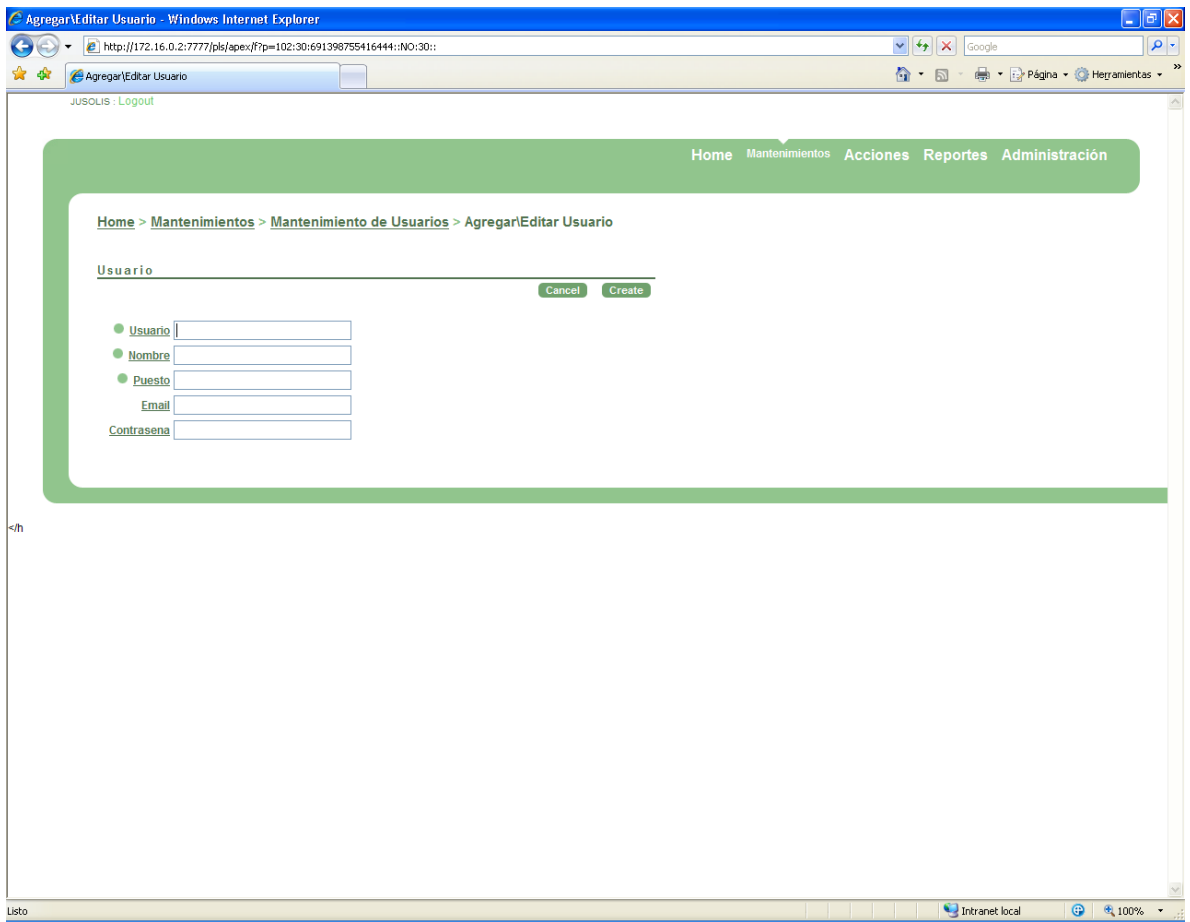 Agregar\Editar Usuario - Windows Internet Explorer
http://172.16.0.2:7777/pls/apex/f?p=102:30:691398755416444::NO:30::
Google
Agregar\Editar Usuario
Página
Herramientas
»
JUSOLIS : Logout
Home Mantenimientos Acciones Reportes Administración
Home > Mantenimientos > Mantenimiento de Usuarios > Agregar\Editar Usuario
Usuario
Cancel Create
Usuario
Nombre
Puesto
Email
Contrasena
</h
Listo
Intranet local
100%